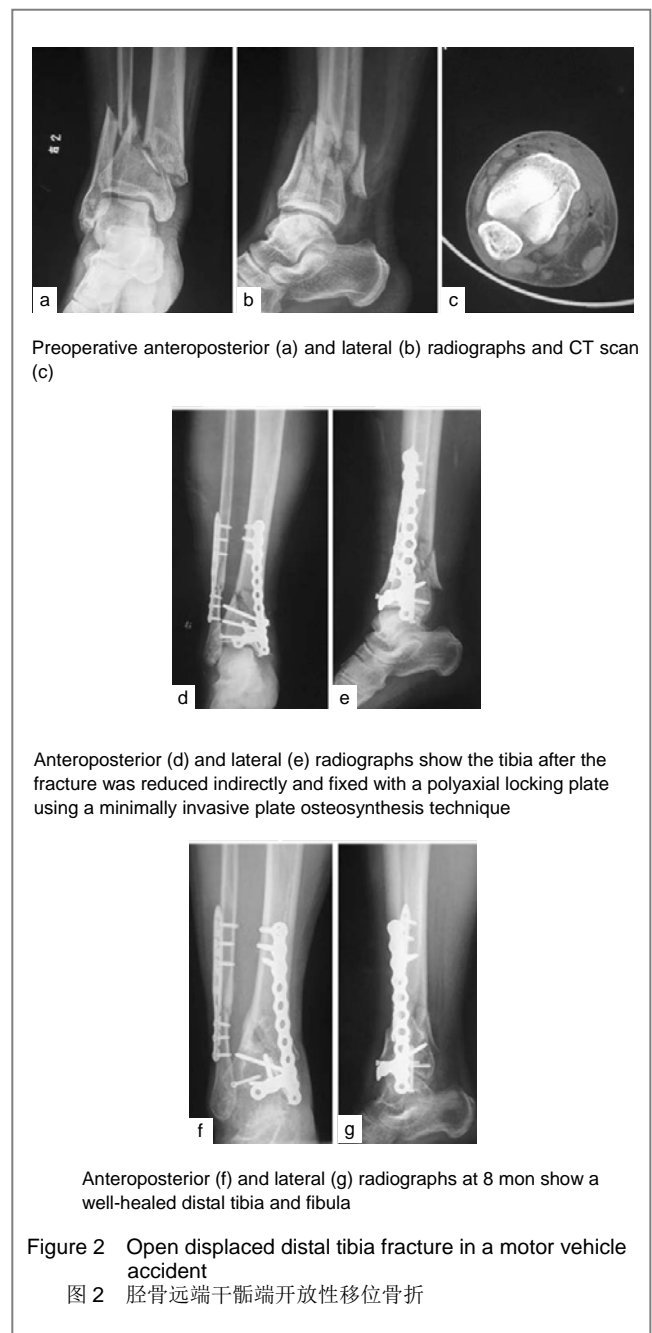 右2
a
b
c
Preoperative anteroposterior (a) and lateral (b) radiographs and CT scan
(c)
d
e
Anteroposterior (d) and lateral (e) radiographs show the tibia after the
fracture was reduced indirectly and fixed with a polyaxial locking plate
using a minimally invasive plate osteosynthesis technique
f
g
Anteroposterior (f) and lateral (g) radiographs at 8 mon show a
well-healed distal tibia and fibula
Figure 2 Open displaced distal tibia fracture in a motor vehicle
accident
图 2 胫骨远端干骺端开放性移位骨折